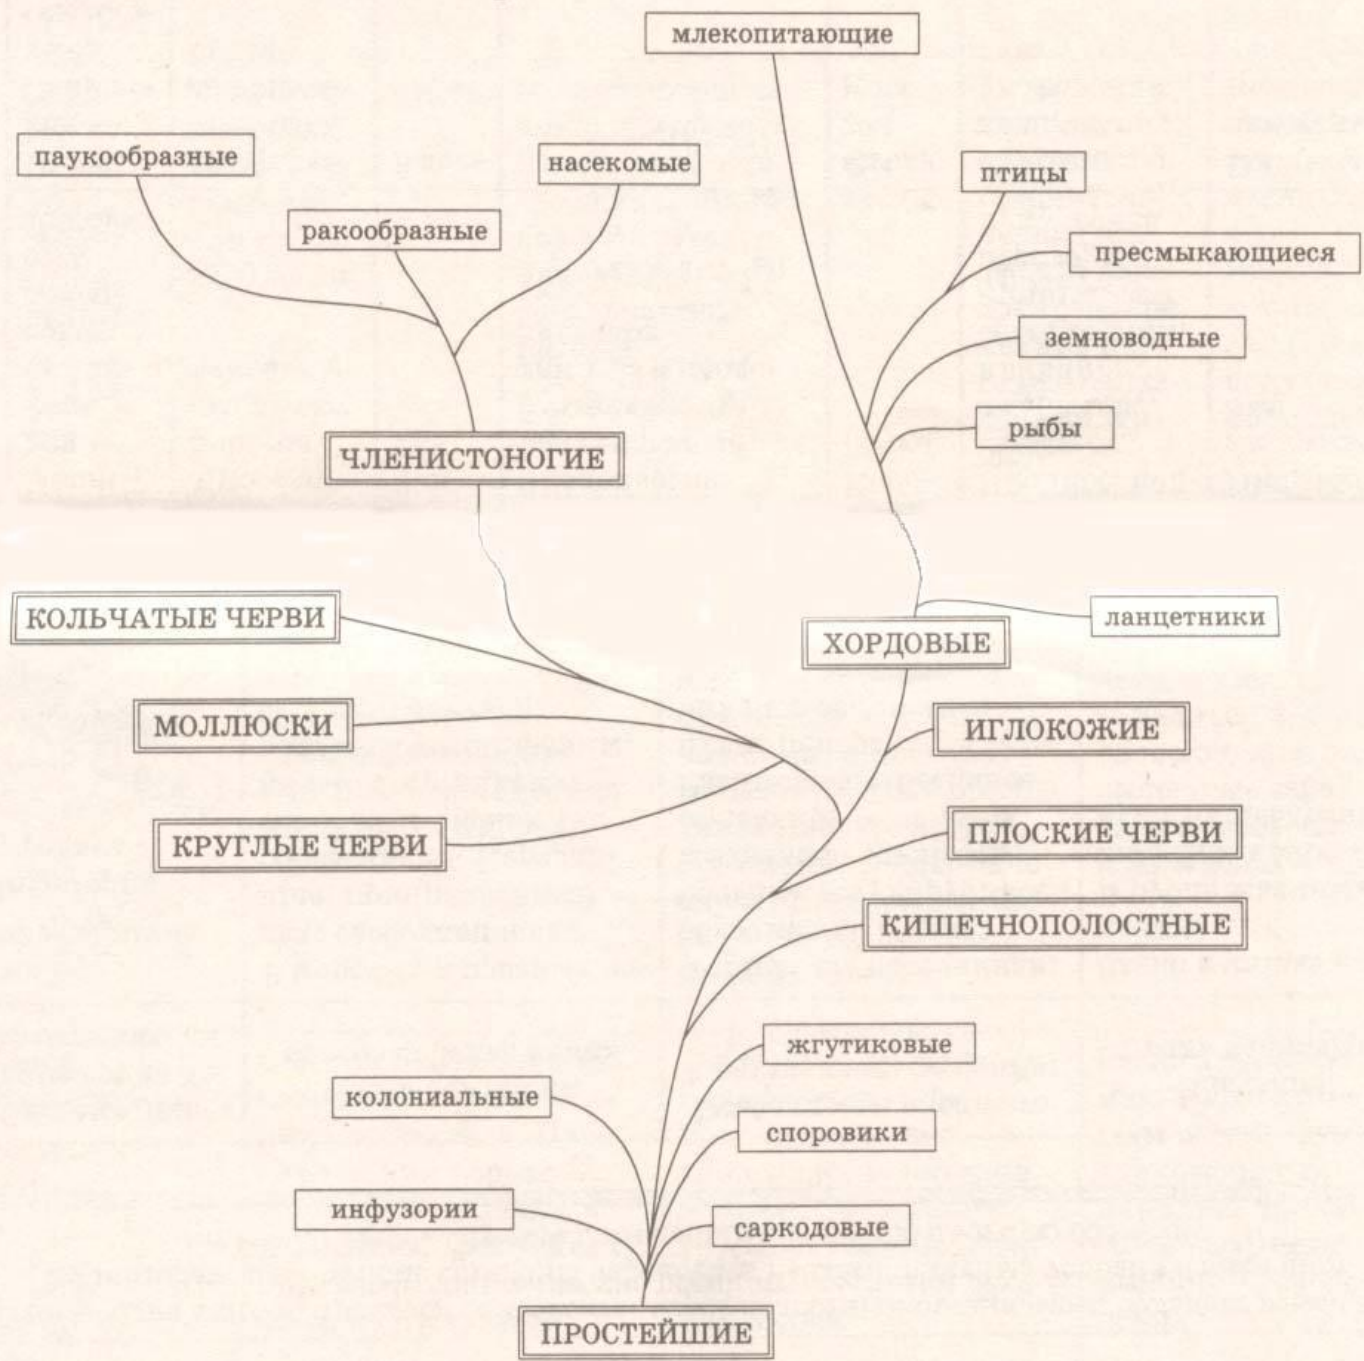 млекопитающие
паукообразные
насекомые
птицы
ракообразные
пресмыкающиеся
земноводные
рыбы
ЧЛЕНИСТОНОГИЕ
КОЛЬЧАТЫЕ ЧЕРВИ
ланцетники
ХОРДОВЫЕ
МОЛЛЮСКИ
ИГЛОКОЖИЕ
КРУГЛЫЕ ЧЕРВИ
ПЛОСКИЕ ЧЕРВИ
КИШЕЧНОПОЛОСТНЫЕ
жгутиковые
колониальные
споровики
инфузории
саркодовые
ПРОСТЕЙШИЕ